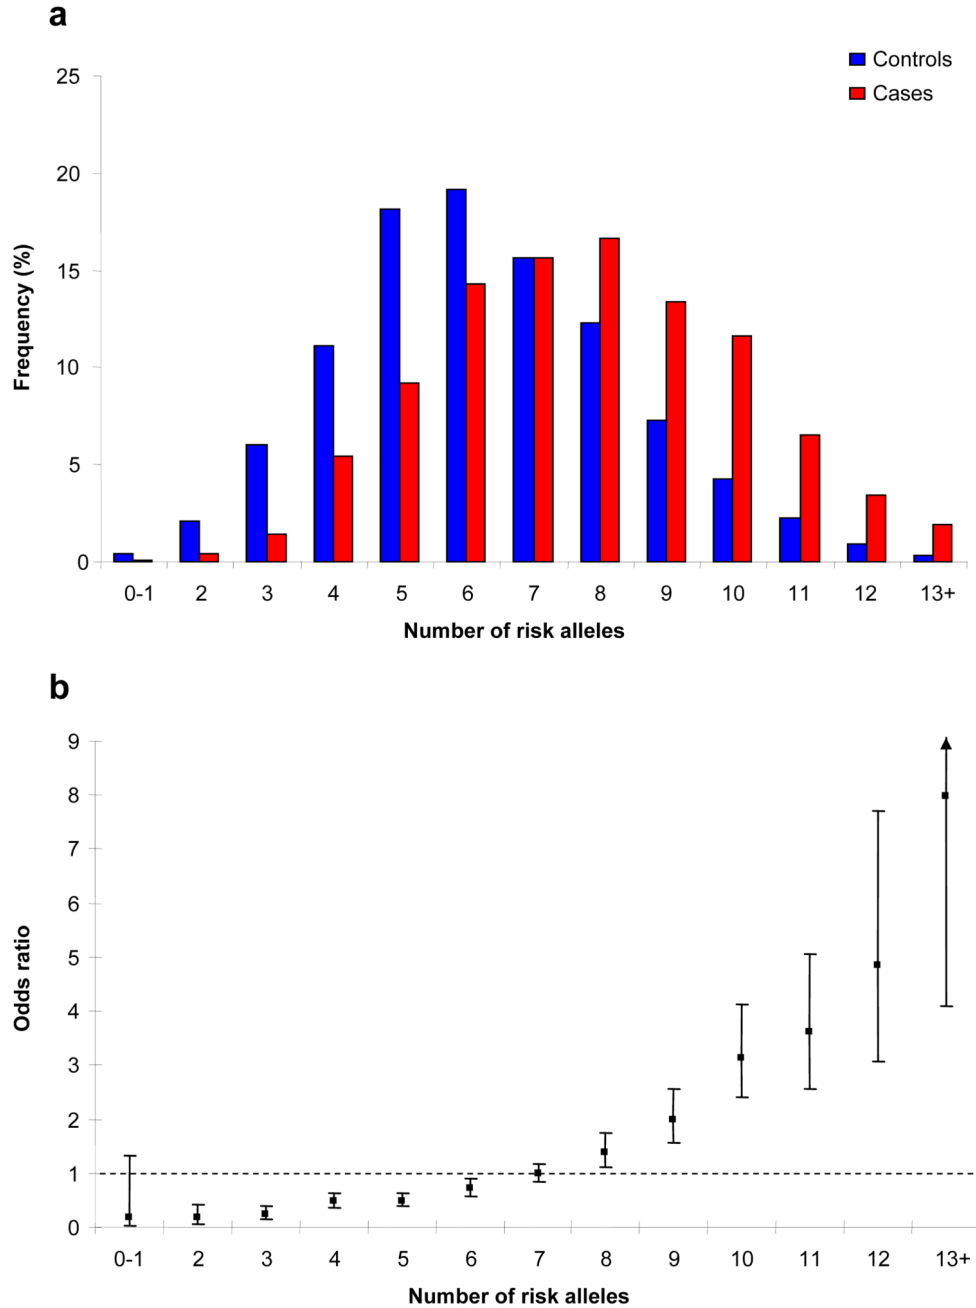 a
Controls
Cases
25
20
15
10
5
0
Frequency (%)
0-1 2 3 4 5 6 7 8 9 10 11 12 13+
Number of risk alleles
b
9
8
7
6
5
4
3
2
1
0
Odds ratio
0-1 2 3 4 5 6 7 8 9 10 11 12 13+
Number of risk alleles